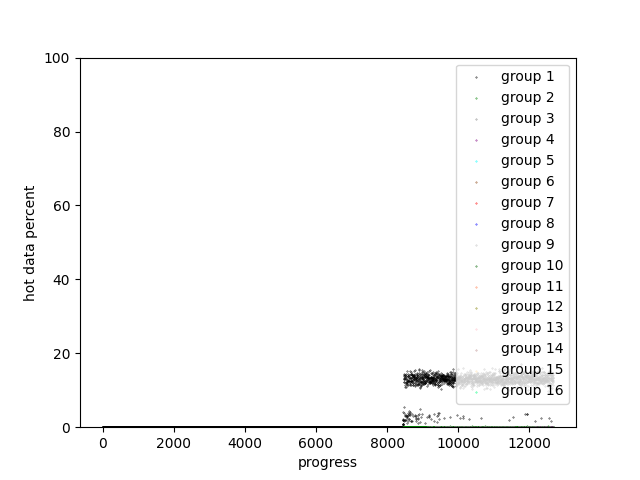 100
80
60
40
20
0
hot data percent
0 2000 4000 6000 8000 10000 12000
progress
group 1
group 2
group 3
group 4
group 5
group 6
group 7
group 8
group 9
group 10
group 11
group 12
group 13
group 14
group 15
group 16